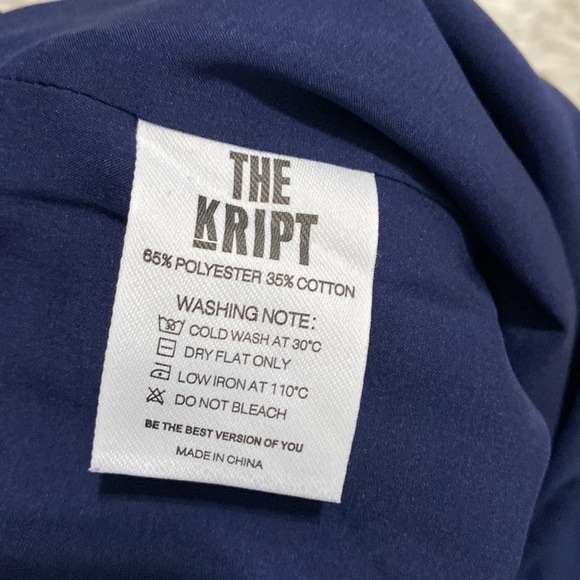 THE
KRIPT
65% POLYESTER 35% COTTON
WASHING NOTE:
30 COLD WASH AT 30°C
DRY FLAT ONLY
LOW IRON AT 110°C
DO NOT BLEACH
BE THE BEST VERSION OF YOU
MADE IN CHINA